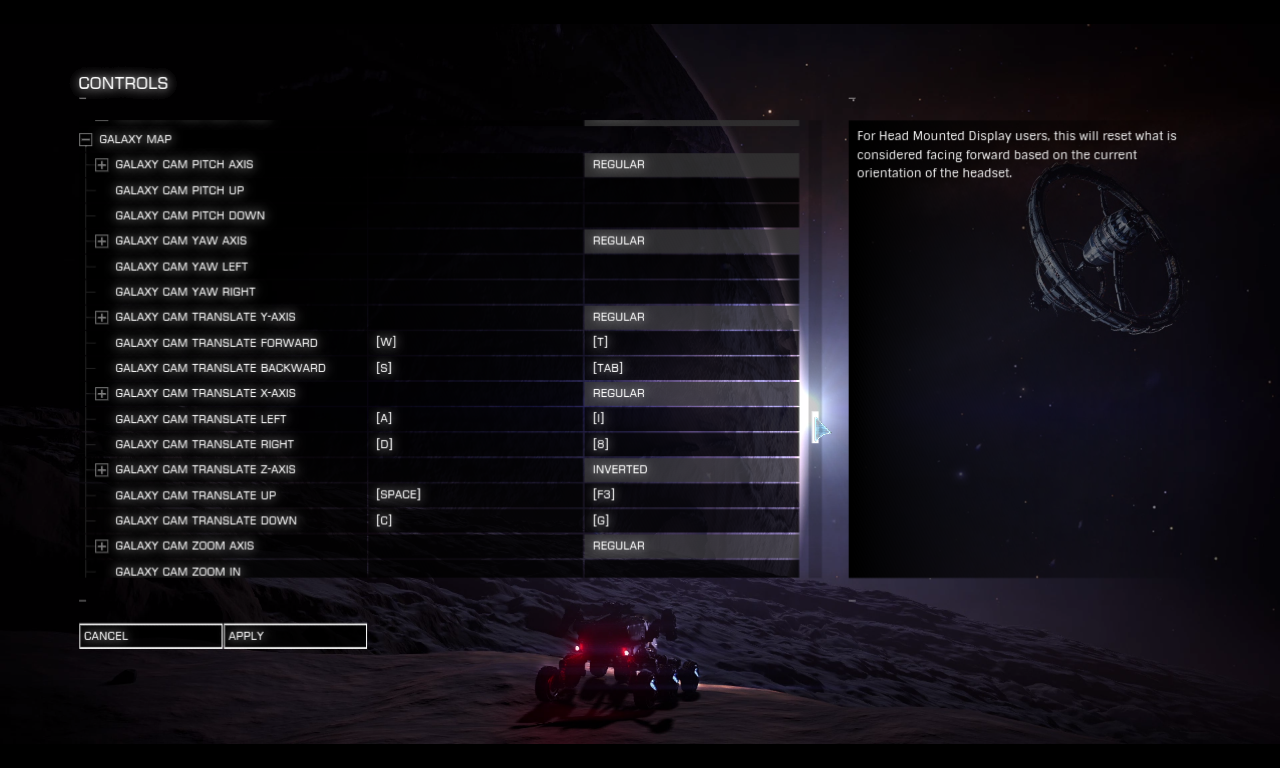 CONTROLS
GALAXY MAP
GALAXY CAM PITCH AXIS REGULAR
GALAXY CAM PITCH UP
GALAXY CAM PITCH DOWN
GALAXY CAM YAW AXIS REGULAR
GALAXY CAM YAW LEFT
GALAXY CAM YAW RIGHT
GALAXY CAM TRANSLATE Y-AXIS REGULAR
GALAXY CAM TRANSLATE FORWARD [W] [T]
GALAXY CAM TRANSLATE BACKWARD [S] [TAB]
GALAXY CAM TRANSLATE X-AXIS REGULAR
GALAXY CAM TRANSLATE LEFT [A] [I]
GALAXY CAM TRANSLATE RIGHT [D] [8]
GALAXY CAM TRANSLATE Z-AXIS INVERTED
GALAXY CAM TRANSLATE UP [SPACE] [F3]
GALAXY CAM TRANSLATE DOWN [C] [G]
GALAXY CAM ZOOM AXIS REGULAR
GALAXY CAM ZOOM IN
For Head Mounted Display users, this will reset what is
considered facing forward based on the current
orientation of the headset.
CANCEL APPLY